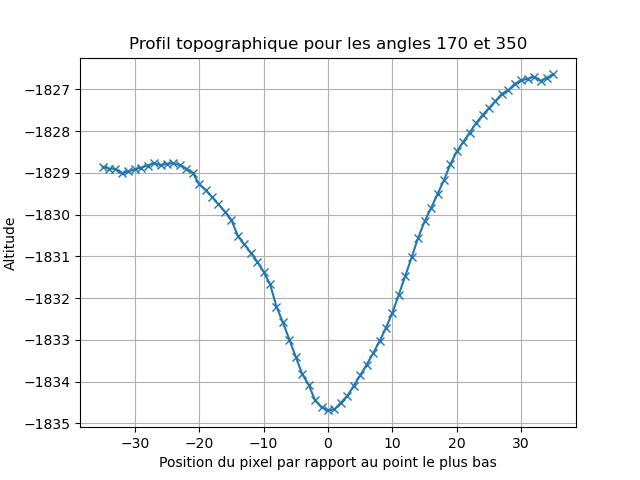 Profil topographique pour les angles 170 et 350
Altitude
−1827
−1828
−1829
−1830
−1831
−1832
−1833
−1834
−1835
−30 −20 −10 0 10 20 30
Position du pixel par rapport au point le plus bas